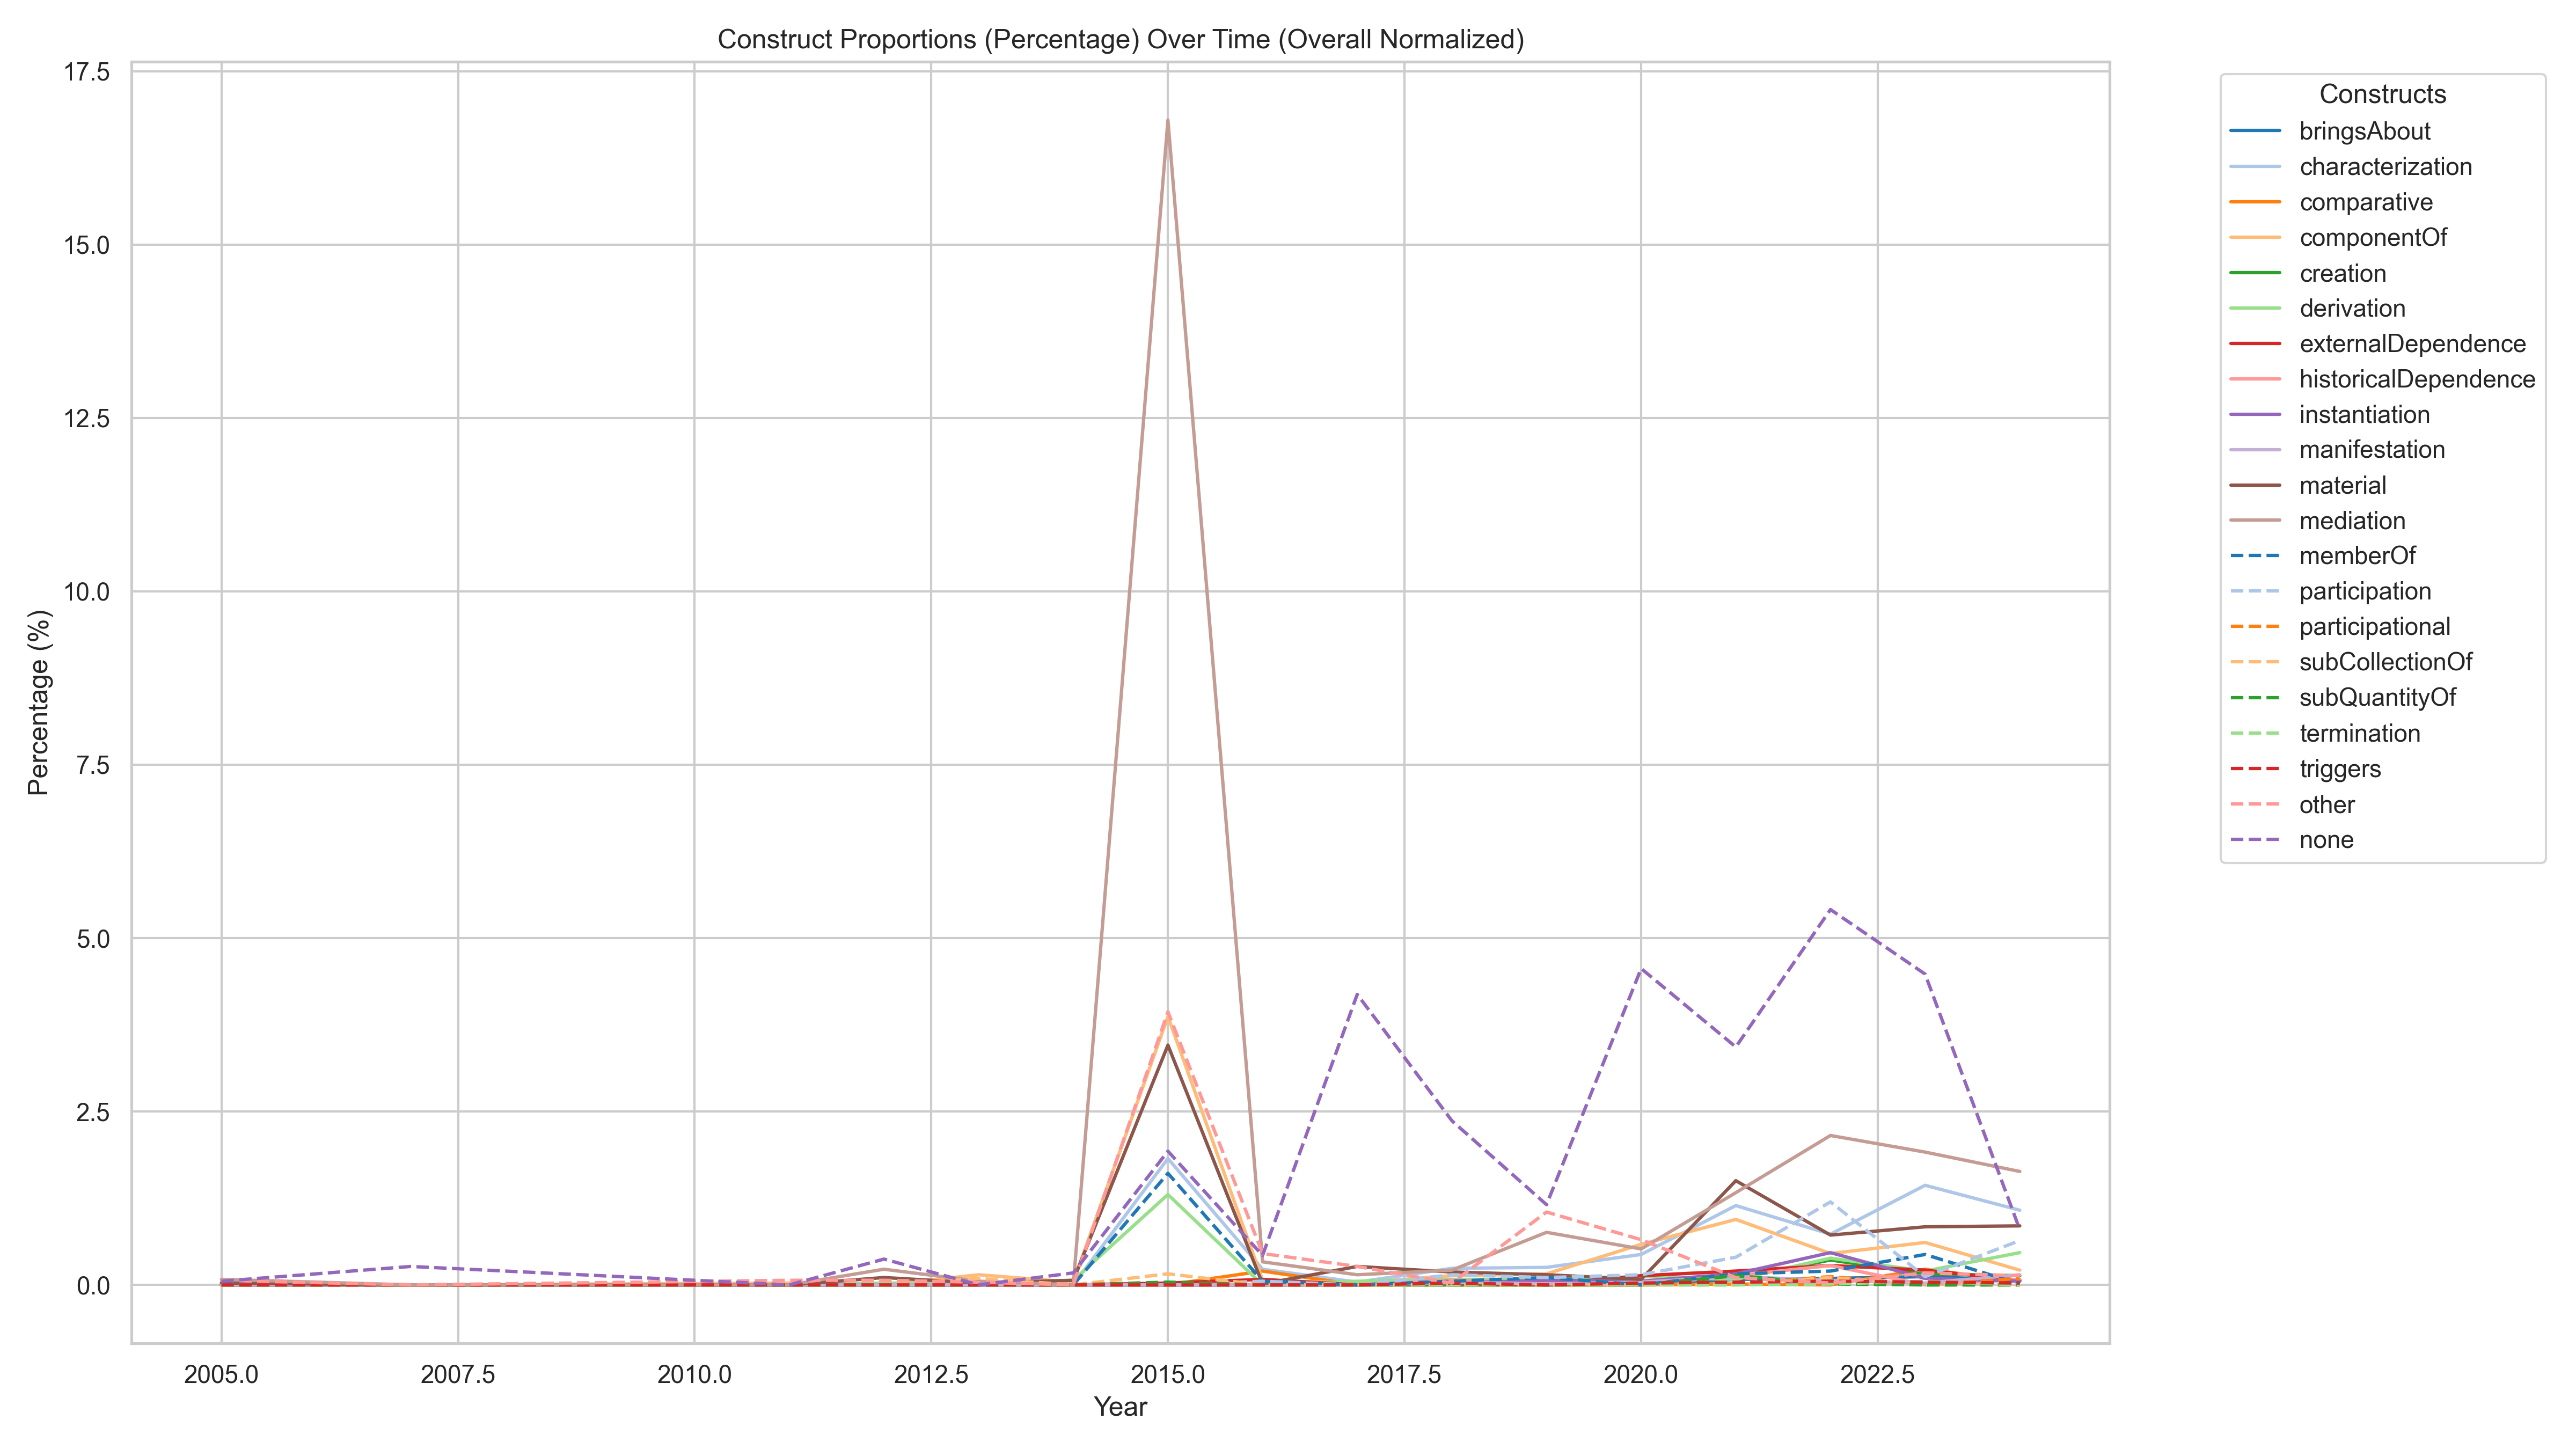 Construct Proportions (Percentage) Over Time (Overall Normalized)
17.5
15.0
12.5
10.0
7.5
5.0
2.5
0.0
Percentage (%)
2005.0
2007.5
2010.0
2012.5
2015.0
2017.5
2020.0
2022.5
Year
Constructs
bringsAbout
characterization
comparative
componentOf
creation
derivation
externalDependence
historicalDependence
instantiation
manifestation
material
mediation
memberOf
participation
participational
subCollectionOf
subQuantityOf
termination
triggers
other
none